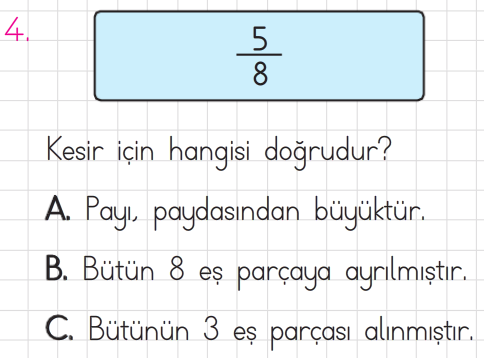 4.
5
8
Kesir için hangisi doğrudur?
A. Payı, paydasından büyüktür.
B. Bütün 8 eş parçaya ayrılmıştır.
C. Bütünün 3 eş parçası alınmıştır.